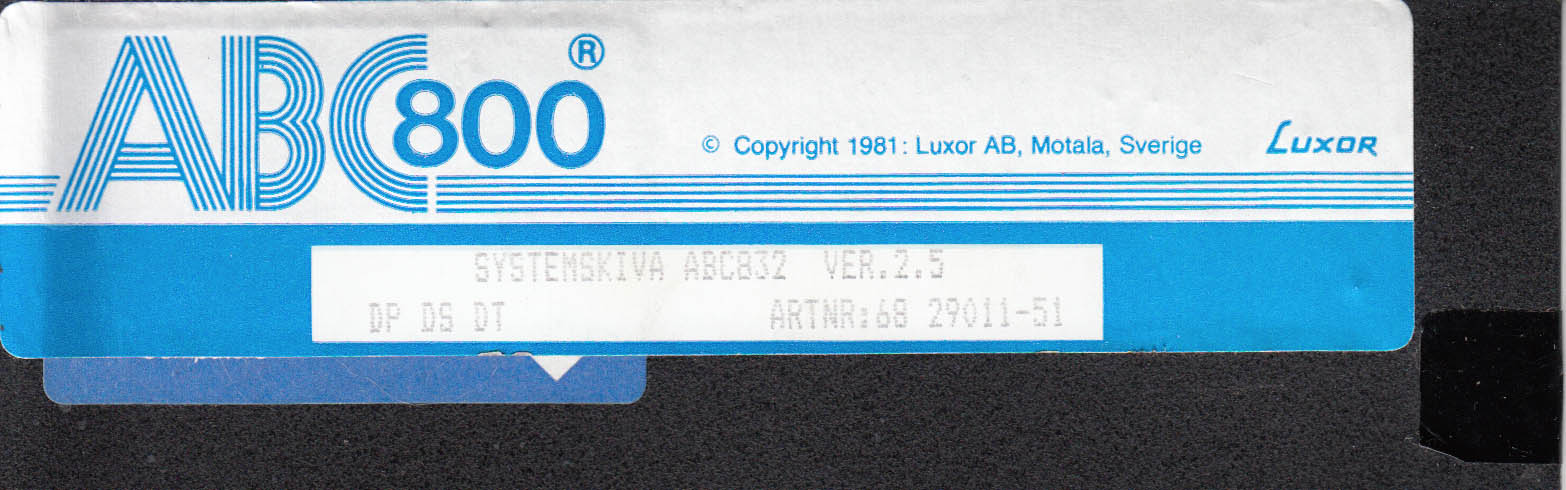 ABC800®
© Copyright 1981: Luxor AB, Motala, Sverige
LUXOR
SYSTEMSKIVA ABC832 VER.2.5
DP DS DT ARTNR:68 29011-51